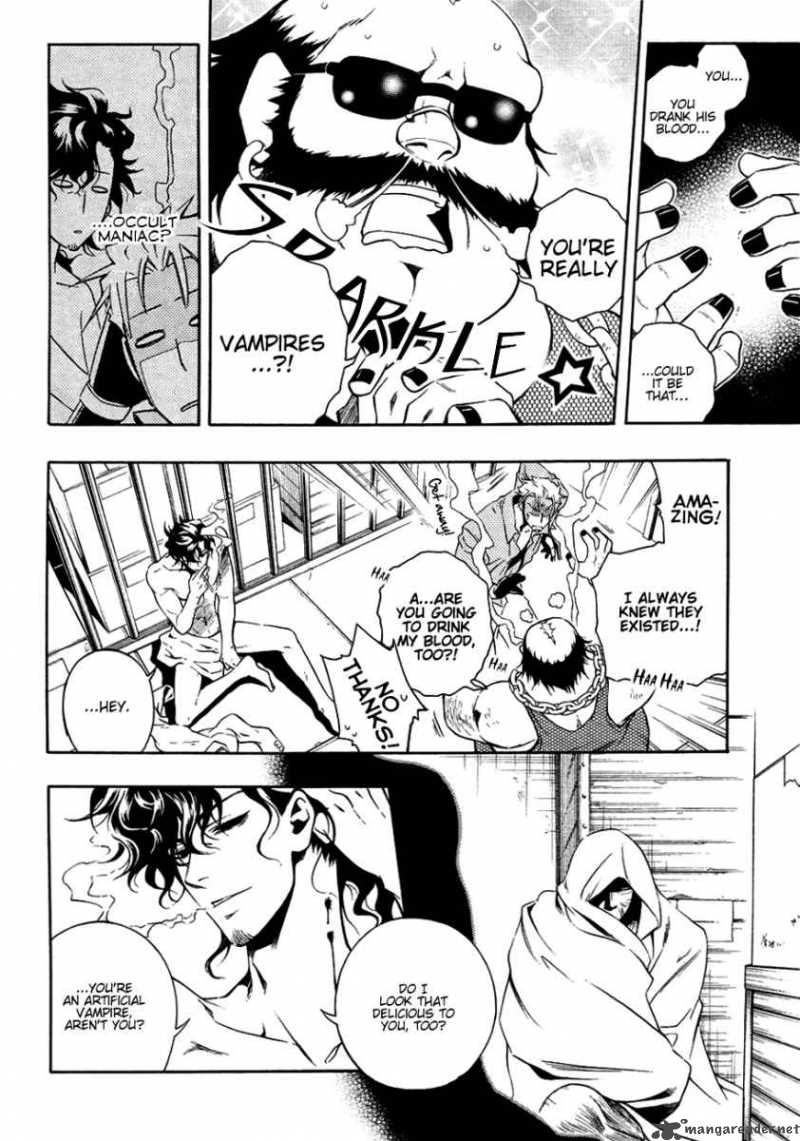 YOU...
YOU
DRANK HIS
BLOOD...
...COULD
IT BE
THAT...
YOU'RE
REALLY
VAMPIRES
...?!
SPARKLE
....OCCULT
MANIAC?
AMA-
ZING!
I ALWAYS
KNEW THEY
EXISTED...!
HAA HAA
Get away!
HAA
A...ARE
YOU GOING
TO DRINK
MY BLOOD,
TOO?!
HAA
NO
THANKS!
...HEY.
DO I
LOOK THAT
DELICIOUS TO
YOU, TOO?
...YOU'RE
AN ARTIFICIAL
VAMPIRE,
AREN'T YOU?
mangareader.net